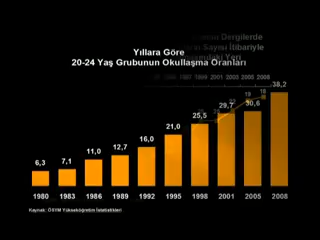 Yıllara Göre
20-24 Yaş Grubunun Okullaşma Oranları
6,3
7,1
11,0
12,7
16,0
21,0
25,5
29,7
30,6
38,2
1980 1983 1986 1989 1992 1995 1998 2001 2005 2008
Kaynak: ÖSYM Yükseköğretim İstatistikleri